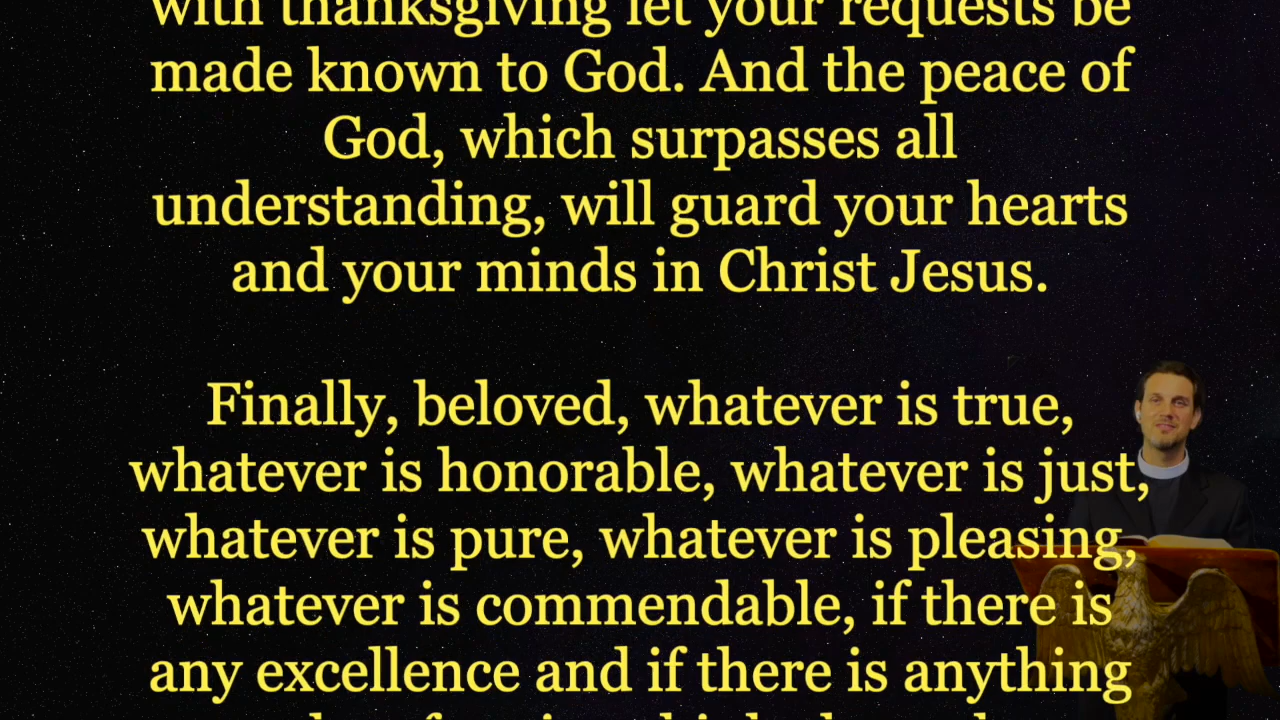 with thanksgiving let your requests be
made known to God. And the peace of
God, which surpasses all
understanding, will guard your hearts
and your minds in Christ Jesus.
Finally, beloved, whatever is true,
whatever is honorable, whatever is just,
whatever is pure, whatever is pleasing,
whatever is commendable, if there is
any excellence and if there is anything